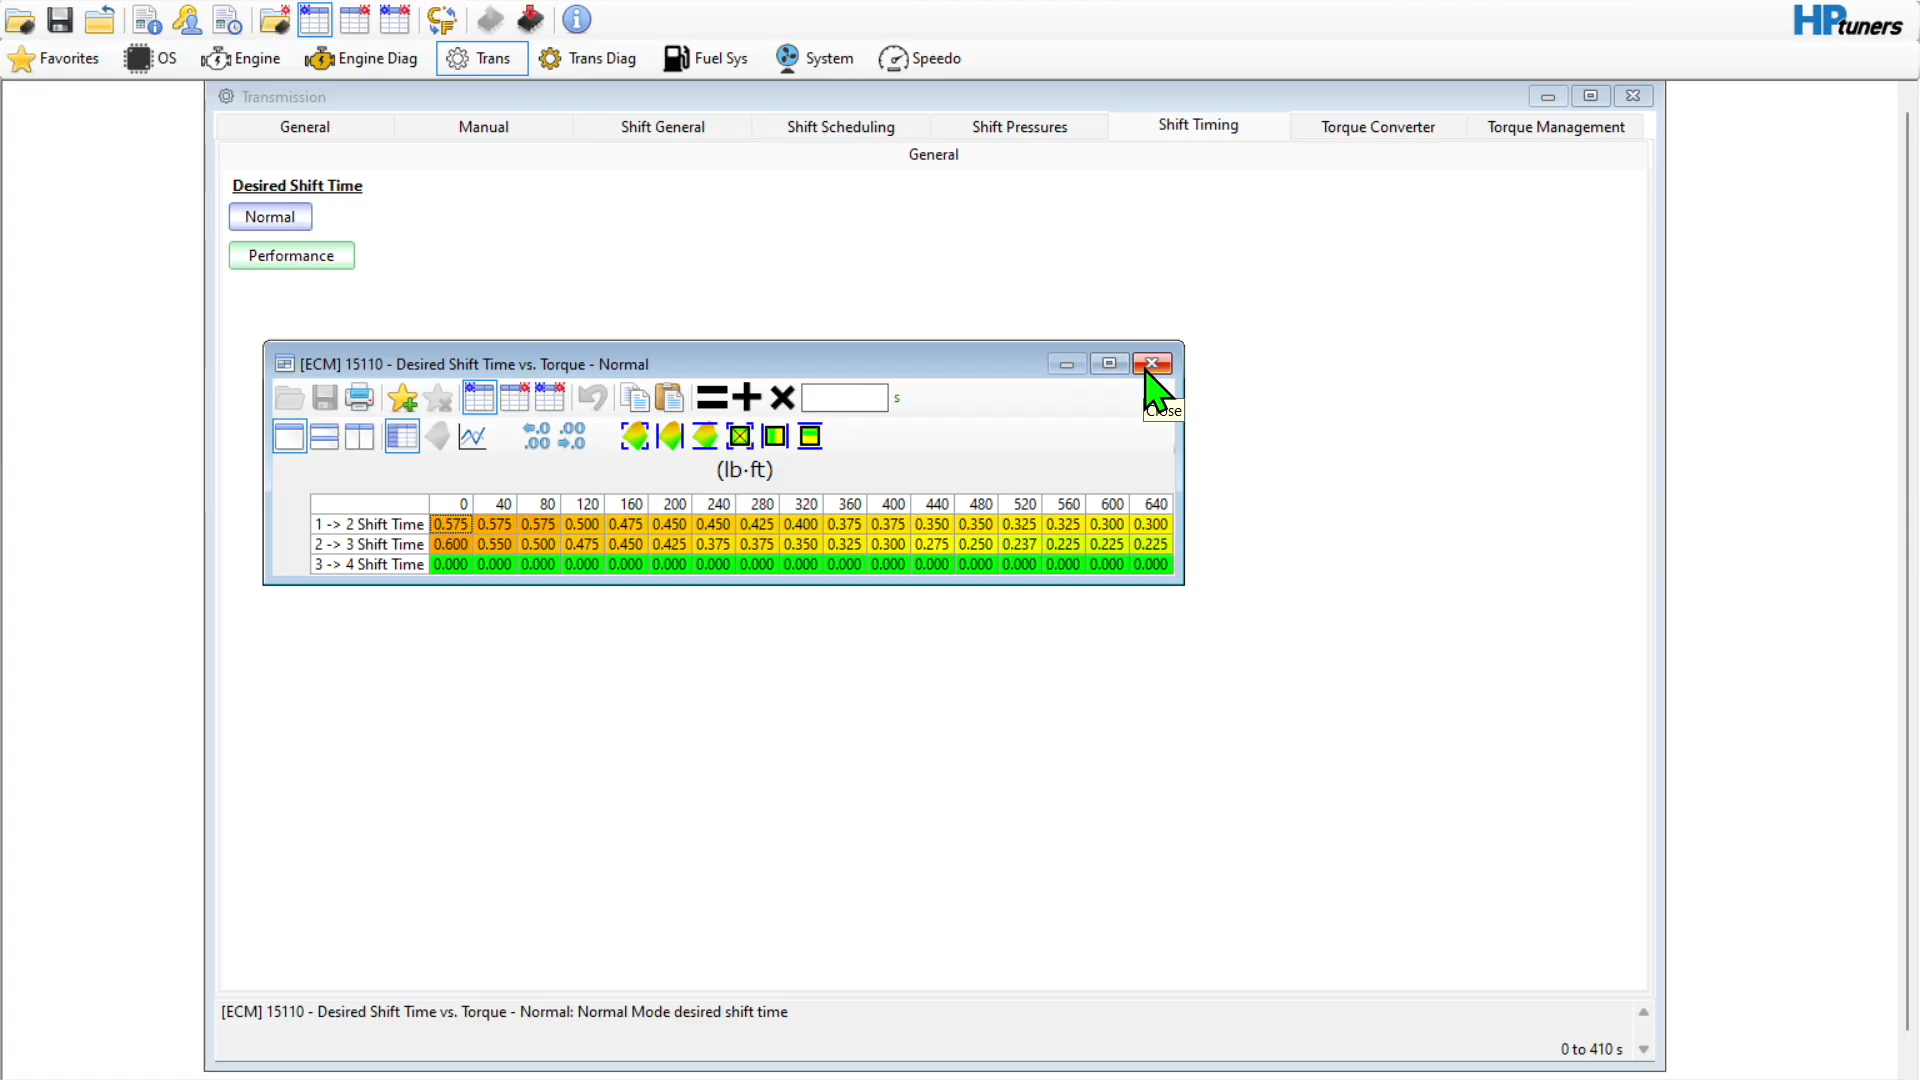 HPtuners
Favorites OS Engine Engine Diag Trans Trans Diag Fuel Sys System Speedo
Transmission
General Manual Shift General Shift Scheduling Shift Pressures Shift Timing Torque Converter Torque Management
General
Desired Shift Time
Normal
Performance
[ECM] 15110 - Desired Shift Time vs. Torque - Normal
s
Close
(lb·ft)
0 40 80 120 160 200 240 280 320 360 400 440 480 520 560 600 640
1 -> 2 Shift Time 0.575 0.575 0.575 0.500 0.475 0.450 0.450 0.425 0.400 0.375 0.375 0.350 0.350 0.325 0.325 0.300 0.300
2 -> 3 Shift Time 0.600 0.550 0.500 0.475 0.450 0.425 0.375 0.375 0.350 0.325 0.300 0.275 0.250 0.237 0.225 0.225 0.225
3 -> 4 Shift Time 0.000 0.000 0.000 0.000 0.000 0.000 0.000 0.000 0.000 0.000 0.000 0.000 0.000 0.000 0.000 0.000 0.000
[ECM] 15110 - Desired Shift Time vs. Torque - Normal: Normal Mode desired shift time
0 to 410 s